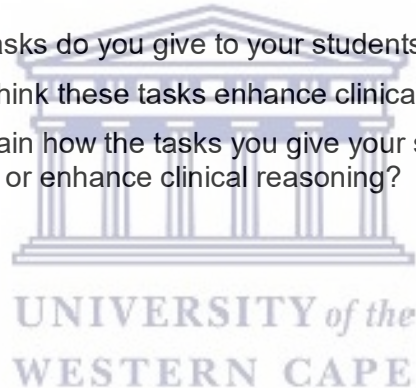 asks do you give to your students
hink these tasks enhance clinica
ain how the tasks you give your s
or enhance clinical reasoning?
UNIVERSITY of the
WESTERN CAPE